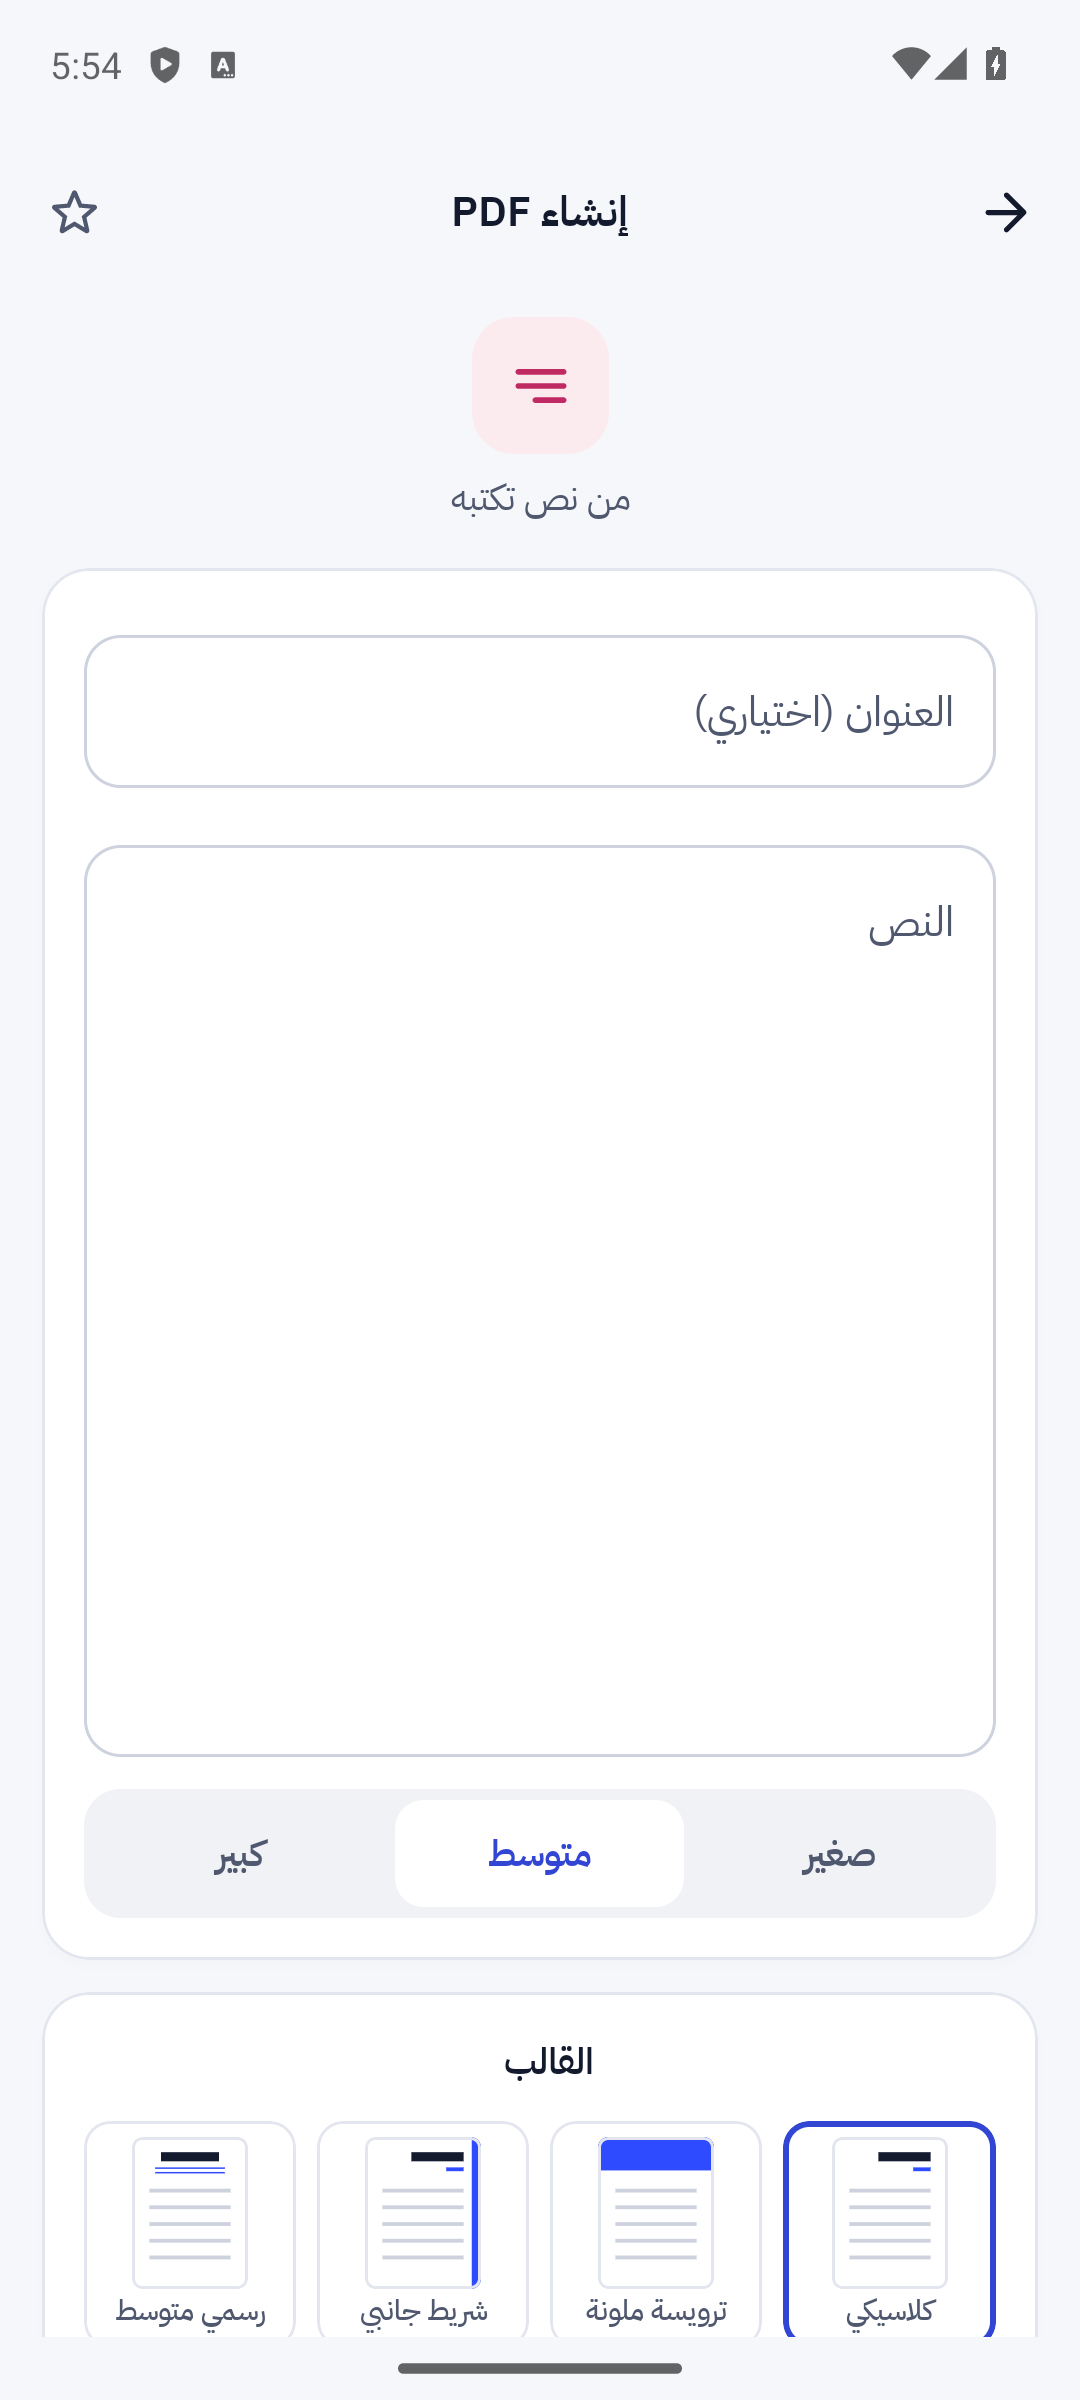 5:54
إنشاء PDF
من نص تكتبه
العنوان (اختياري)
النص
صغير متوسط كبير
القالب
كلاسيكي ترويسة ملونة شريط جانبي رسمي متوسط